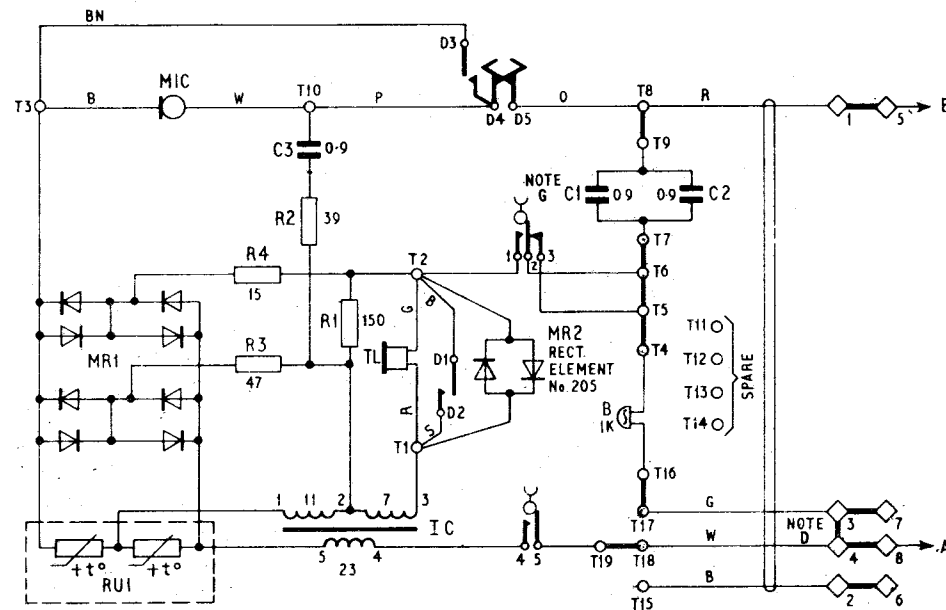 BN
D3
MIC
T3
B
W
T10
P
D4
D5
O
T8
R
1
5
B
C3
0·9
T9
NOTE
G
C1
0·9
0·9
C2
R2
39
T7
1
2
3
T6
R4
15
T2
B
G
R1
150
T5
T11
MR1
TL
D1
MR2
RECT.
ELEMENT
No. 205
T4
T12
SPARE
R3
47
R
D2
S
B
1K
T13
T14
T1
T16
1
11
2
7
3
IC
T17
G
NOTE
D
3
7
5
4
23
4
5
T19
T18
W
4
8
A
+t°
+t°
RU1
T15
B
2
6